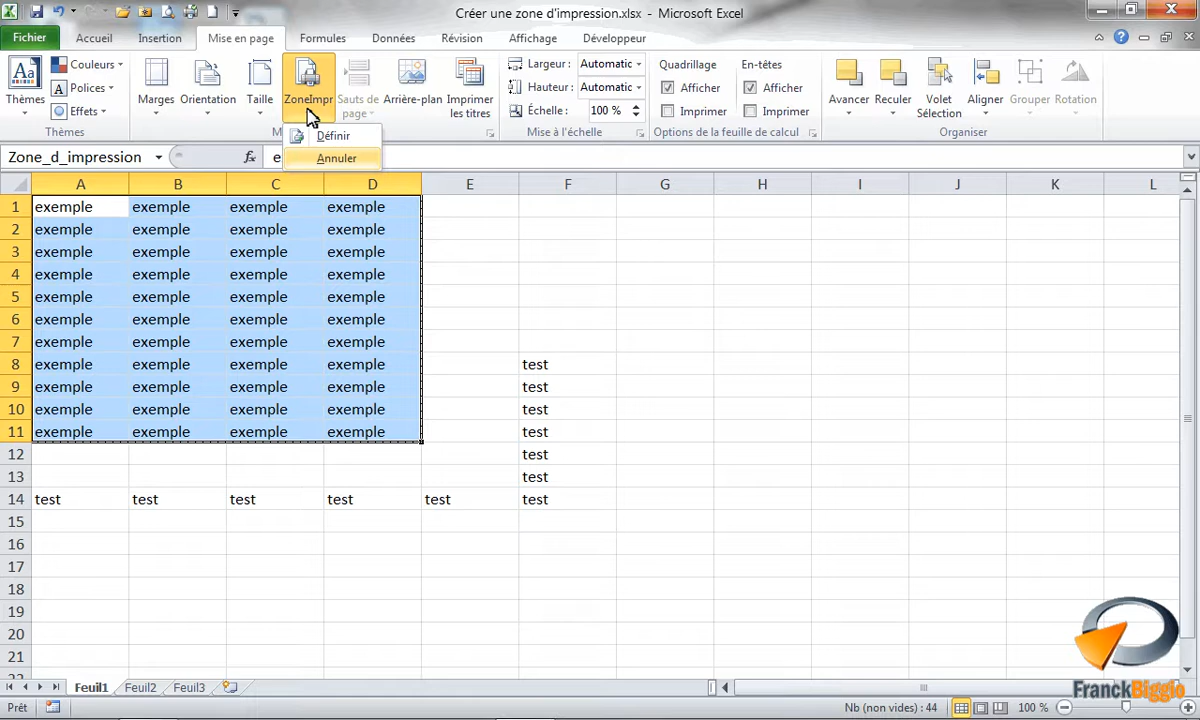 Créer une zone d'impression.xlsx - Microsoft Excel
Fichier Accueil Insertion Mise en page Formules Données Révision Affichage Développeur
Aa Thèmes Couleurs Polices Effets
Marges Orientation Taille ZoneImpr Sauts de page Arrière-plan Imprimer les titres
Largeur : Automatic
Hauteur : Automatic
Échelle : 100 %
Quadrillage En-têtes
Afficher Afficher
Imprimer Imprimer
Avancer Reculer Volet Sélection Aligner Grouper Rotation
Thèmes M Mise à l'échelle Options de la feuille de calcul Organiser
Définir
Annuler
Zone_d_impression fx e
A B C D E F G H I J K L
1 exemple exemple exemple exemple
2 exemple exemple exemple exemple
3 exemple exemple exemple exemple
4 exemple exemple exemple exemple
5 exemple exemple exemple exemple
6 exemple exemple exemple exemple
7 exemple exemple exemple exemple
8 exemple exemple exemple exemple test
9 exemple exemple exemple exemple test
10 exemple exemple exemple exemple test
11 exemple exemple exemple exemple test
12 test
13 test
14 test test test test test test
15
16
17
18
19
20
21
22
FranckBiggio
Feuil1 Feuil2 Feuil3
Prêt Nb (non vides) : 44 100 %